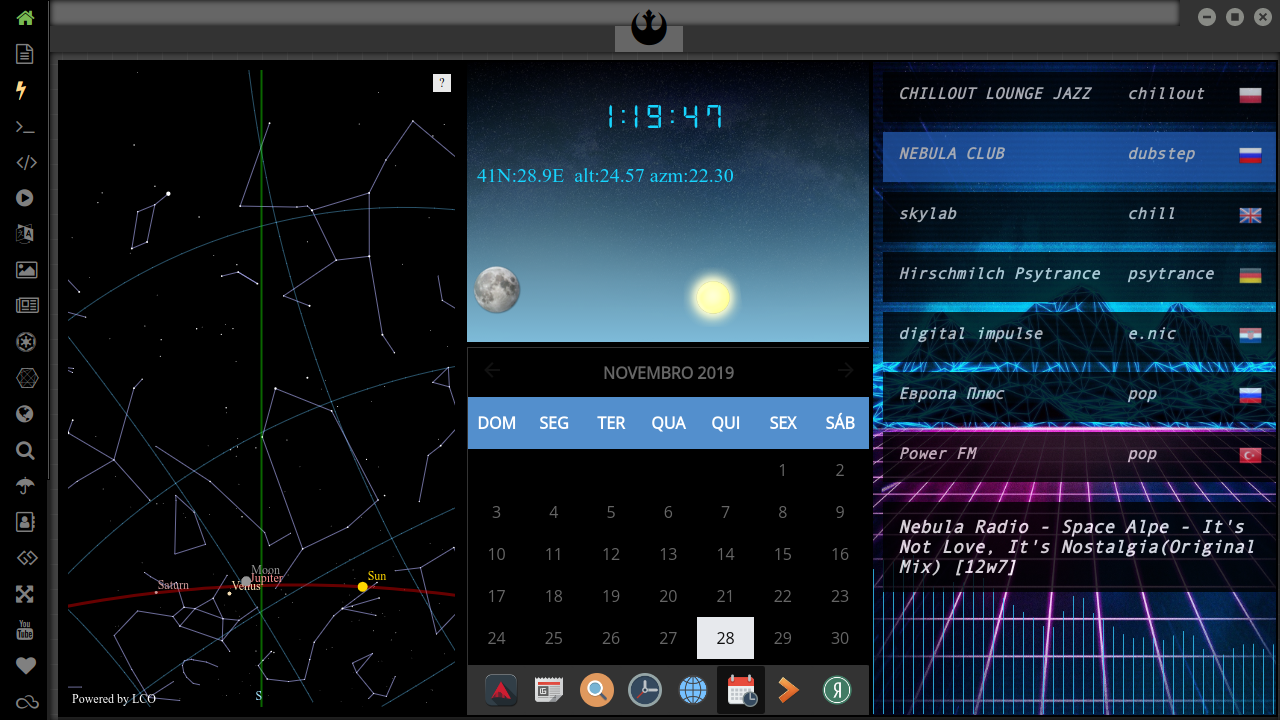 ?
Moon
Jupiter
Saturn
Venus
Sun
Powered by LCO
S
1:19:47
41N:28.9E alt:24.57 azm:22.30
NOVEMBRO 2019
DOM SEG TER QUA QUI SEX SÁB
1 2
3 4 5 6 7 8 9
10 11 12 13 14 15 16
17 18 19 20 21 22 23
24 25 26 27 28 29 30
Я
You
Tube
CHILLOUT LOUNGE JAZZ chillout
NEBULA CLUB dubstep
skylab chill
Hirschmilch Psytrance psytrance
digital impulse e.nic
Европа Плюс pop
Power FM pop
Nebula Radio - Space Alpe - It's
Not Love, It's Nostalgia(Original
Mix) [12w7]